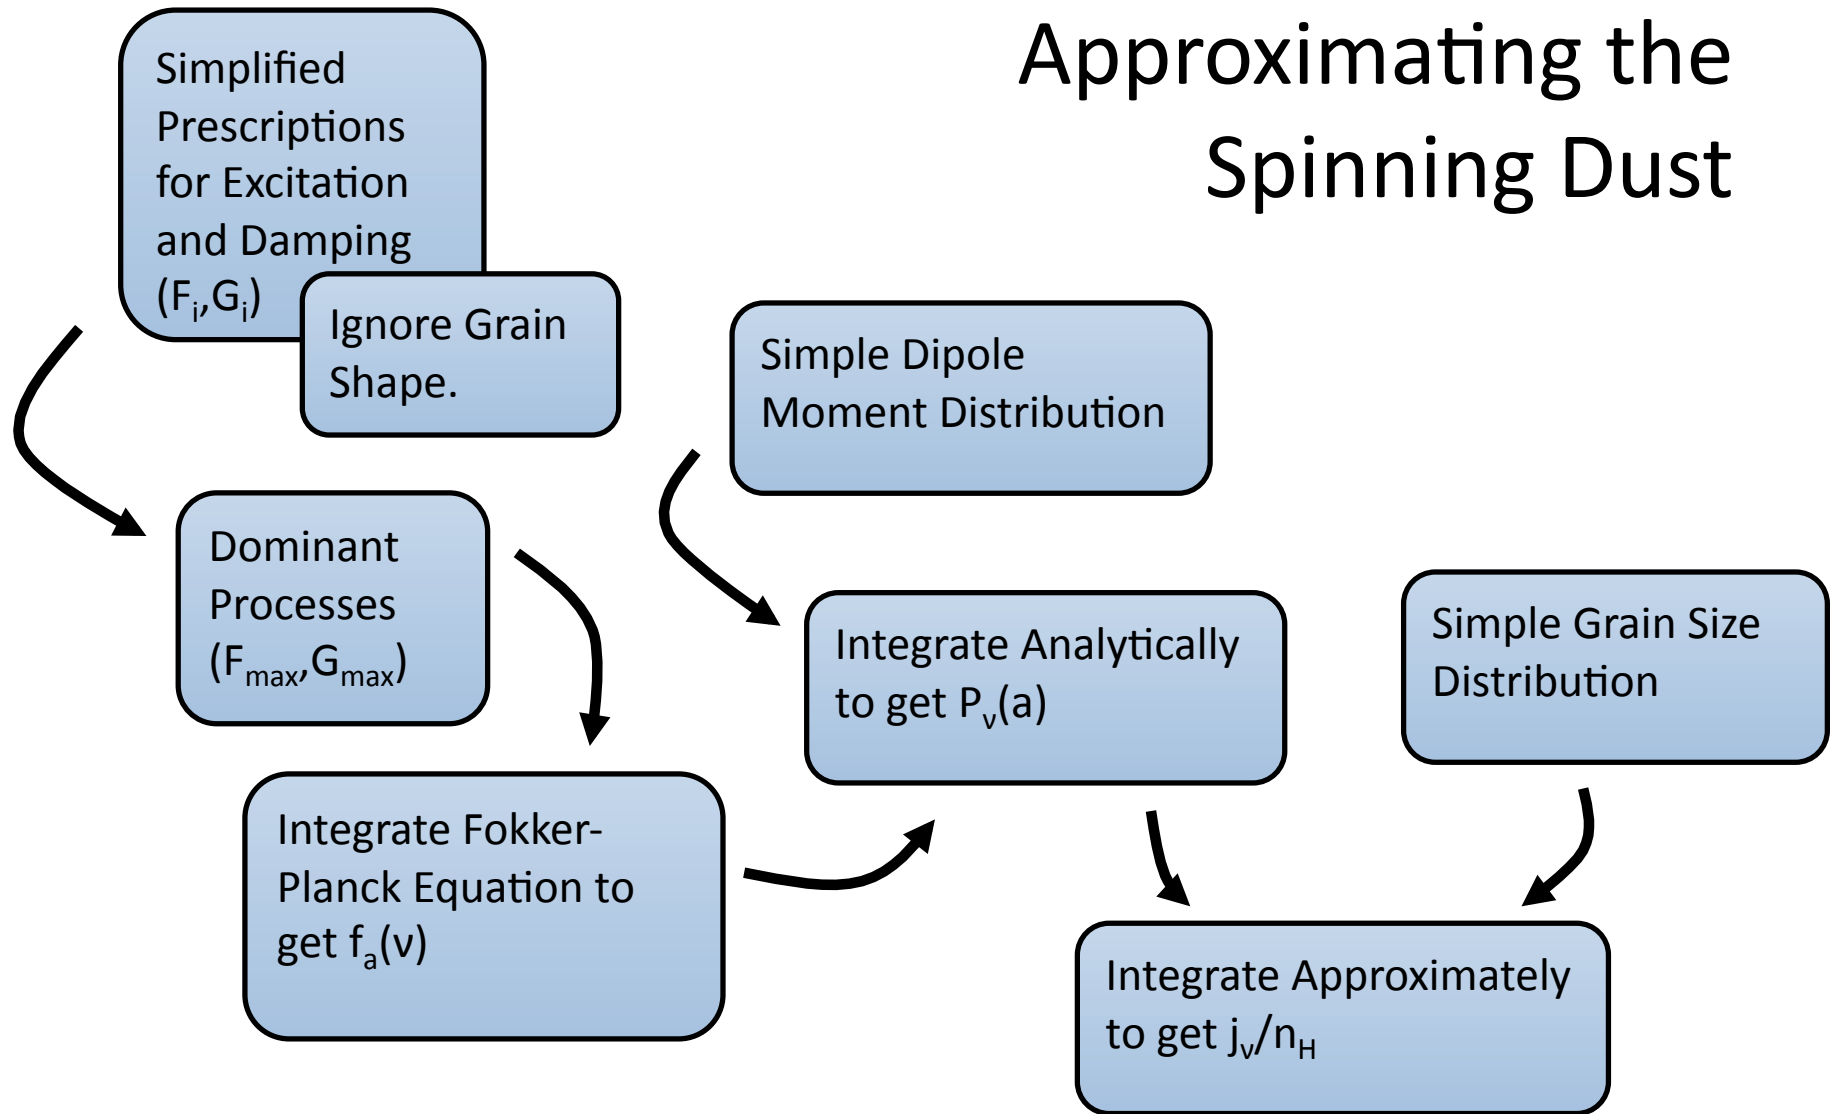 Approximating the
Spinning Dust
Simplified
Prescriptions
for Excitation
and Damping
(Fi,Gi)
Ignore Grain
Shape.
Simple Dipole
Moment Distribution
Dominant
Processes
(Fmax,Gmax)
Integrate Analytically
to get Pν(a)
Simple Grain Size
Distribution
Integrate Fokker-
Planck Equation to
get fa(ν)
Integrate Approximately
to get jν/nH